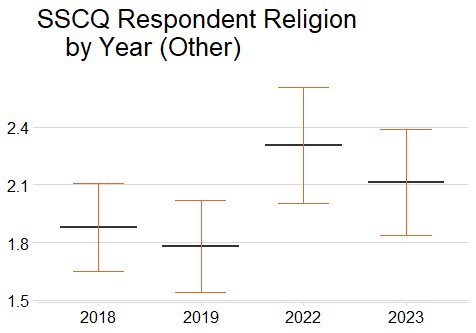 SSCQ Respondent Religion
by Year (Other)
2.4
2.1
1.8
1.5
2018 2019 2022 2023